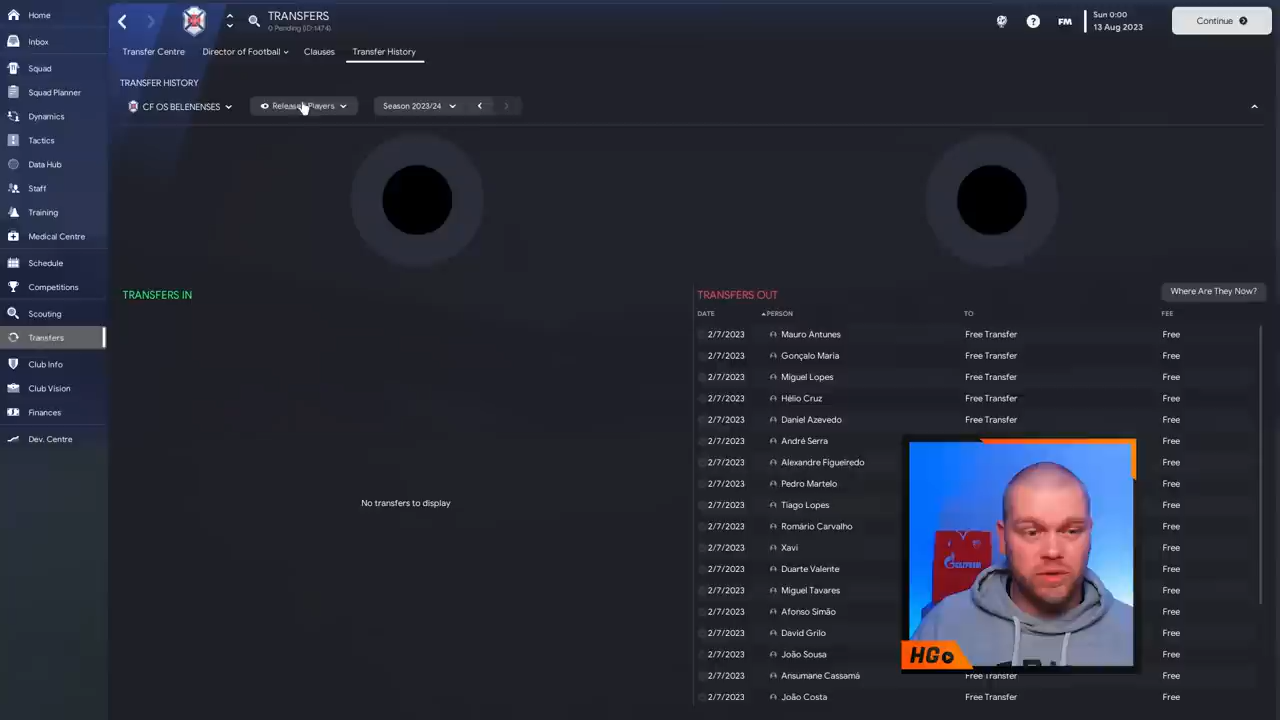 Home
Inbox
Squad
Squad Planner
Dynamics
Tactics
Data Hub
Staff
Training
Medical Centre
Schedule
Competitions
Scouting
Transfers
Club Info
Club Vision
Finances
Dev. Centre
TRANSFERS
0 Pending (ID:1474)
FM
Sun 0:00
13 Aug 2023
Continue
Transfer Centre
Director of Football
Clauses
Transfer History
TRANSFER HISTORY
CF OS BELENENSES
Released Players
Season 2023/24
TRANSFERS IN
No transfers to display
TRANSFERS OUT
Where Are They Now?
DATE PERSON TO FEE
2/7/2023 Mauro Antunes Free Transfer Free
2/7/2023 Gonçalo Maria Free Transfer Free
2/7/2023 Miguel Lopes Free Transfer Free
2/7/2023 Hélio Cruz Free Transfer Free
2/7/2023 Daniel Azevedo Free Transfer Free
2/7/2023 André Serra Free
2/7/2023 Alexandre Figueiredo Free
2/7/2023 Pedro Martelo Free
2/7/2023 Tiago Lopes Free
2/7/2023 Romário Carvalho Free
2/7/2023 Xavi Free
2/7/2023 Duarte Valente Free
2/7/2023 Miguel Tavares Free
2/7/2023 Afonso Simão Free
2/7/2023 David Grilo Free
2/7/2023 João Sousa Free
2/7/2023 Ansumane Cassamá Free Transfer Free
2/7/2023 João Costa Free Transfer Free
GAZPROM
HGo